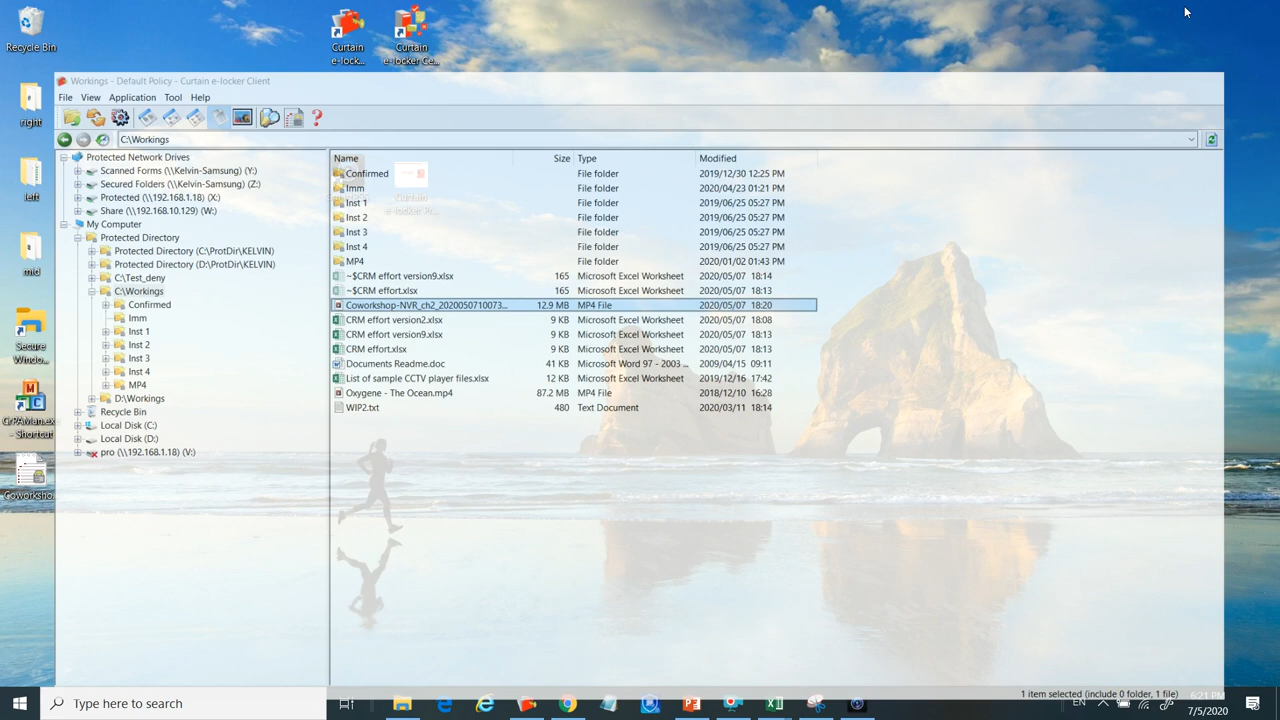 Recycle Bin
Curtain
e-lock...
Curtain
e-locker Ce...
right
left
mid
Secure
Windo...
- Shortcut
Coworksho...
Workings - Default Policy - Curtain e-locker Client
File View Application Tool Help
C:\Workings
Protected Network Drives
Scanned Forms (\\Kelvin-Samsung) (Y:)
Secured Folders (\\Kelvin-Samsung) (Z:)
Protected (\\192.168.1.18) (X:)
Share (\\192.168.10.129) (W:)
My Computer
Protected Directory
Protected Directory (C:\ProtDir\KELVIN)
Protected Directory (D:\ProtDir\KELVIN)
C:\Test_deny
C:\Workings
Confirmed
Imm
Inst 1
Inst 2
Inst 3
Inst 4
MP4
D:\Workings
Recycle Bin
Local Disk (C:)
Local Disk (D:)
pro (\\192.168.1.18) (V:)
Name Size Type Modified
Confirmed File folder 2019/12/30 12:25 PM
Imm File folder 2020/04/23 01:21 PM
Inst 1 File folder 2019/06/25 05:27 PM
Inst 2 File folder 2019/06/25 05:27 PM
Inst 3 File folder 2019/06/25 05:27 PM
Inst 4 File folder 2019/06/25 05:27 PM
MP4 File folder 2020/01/02 01:43 PM
~$CRM effort version9.xlsx 165 Microsoft Excel Worksheet 2020/05/07 18:14
~$CRM effort.xlsx 165 Microsoft Excel Worksheet 2020/05/07 18:13
Coworkshop-NVR_ch2_2020050710073... 12.9 MB MP4 File 2020/05/07 18:20
CRM effort version2.xlsx 9 KB Microsoft Excel Worksheet 2020/05/07 18:08
CRM effort version9.xlsx 9 KB Microsoft Excel Worksheet 2020/05/07 18:13
CRM effort.xlsx 9 KB Microsoft Excel Worksheet 2020/05/07 18:13
Documents Readme.doc 41 KB Microsoft Word 97 - 2003 ... 2009/04/15 09:11
List of sample CCTV player files.xlsx 12 KB Microsoft Excel Worksheet 2019/12/16 17:42
Oxygene - The Ocean.mp4 87.2 MB MP4 File 2018/12/10 16:28
WIP2.txt 480 Text Document 2020/03/11 18:14
Curtain
e-locker Pr...
1 item selected (include 0 folder, 1 file)
Type here to search
EN
6:21 PM
7/5/2020